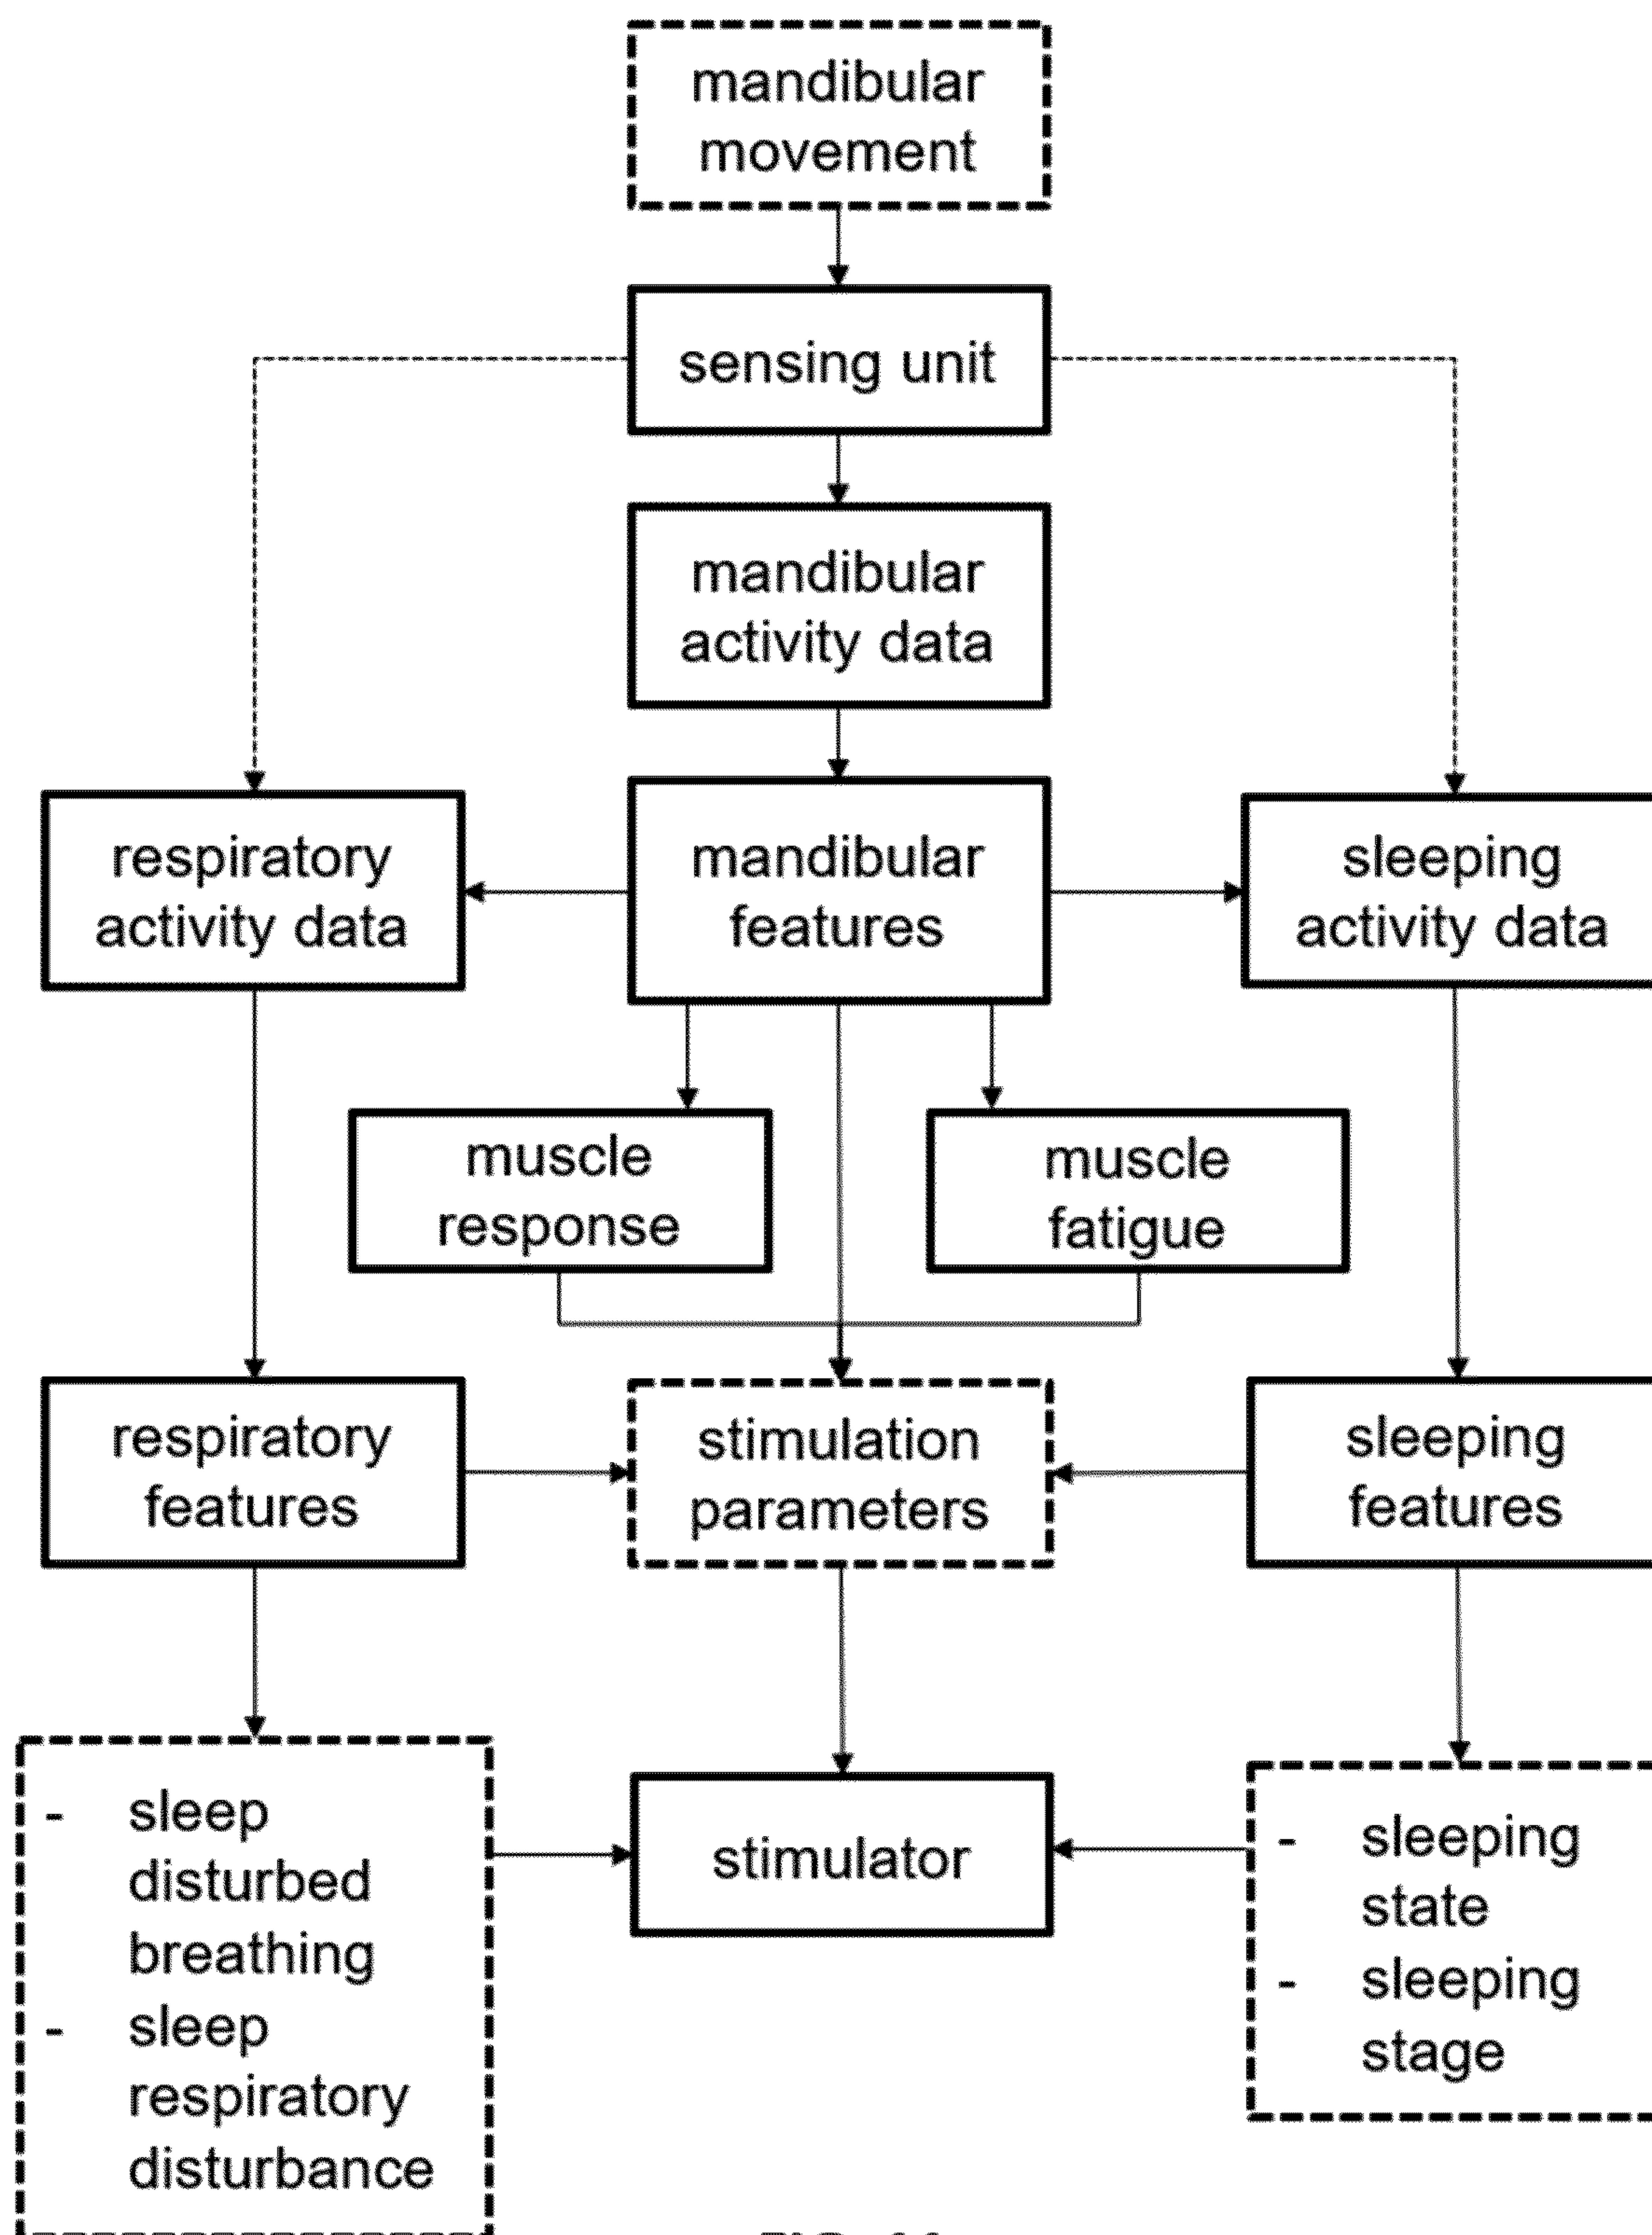 mandibular
movement
sensing unit
mandibular
activity data
respiratory
activity data
mandibular
features
sleeping
activity data
muscle
response
muscle
fatigue
respiratory
features
stimulation
parameters
sleeping
features
- sleep
disturbed
breathing
- sleep
respiratory
disturbance
stimulator
- sleeping
state
- sleeping
stage